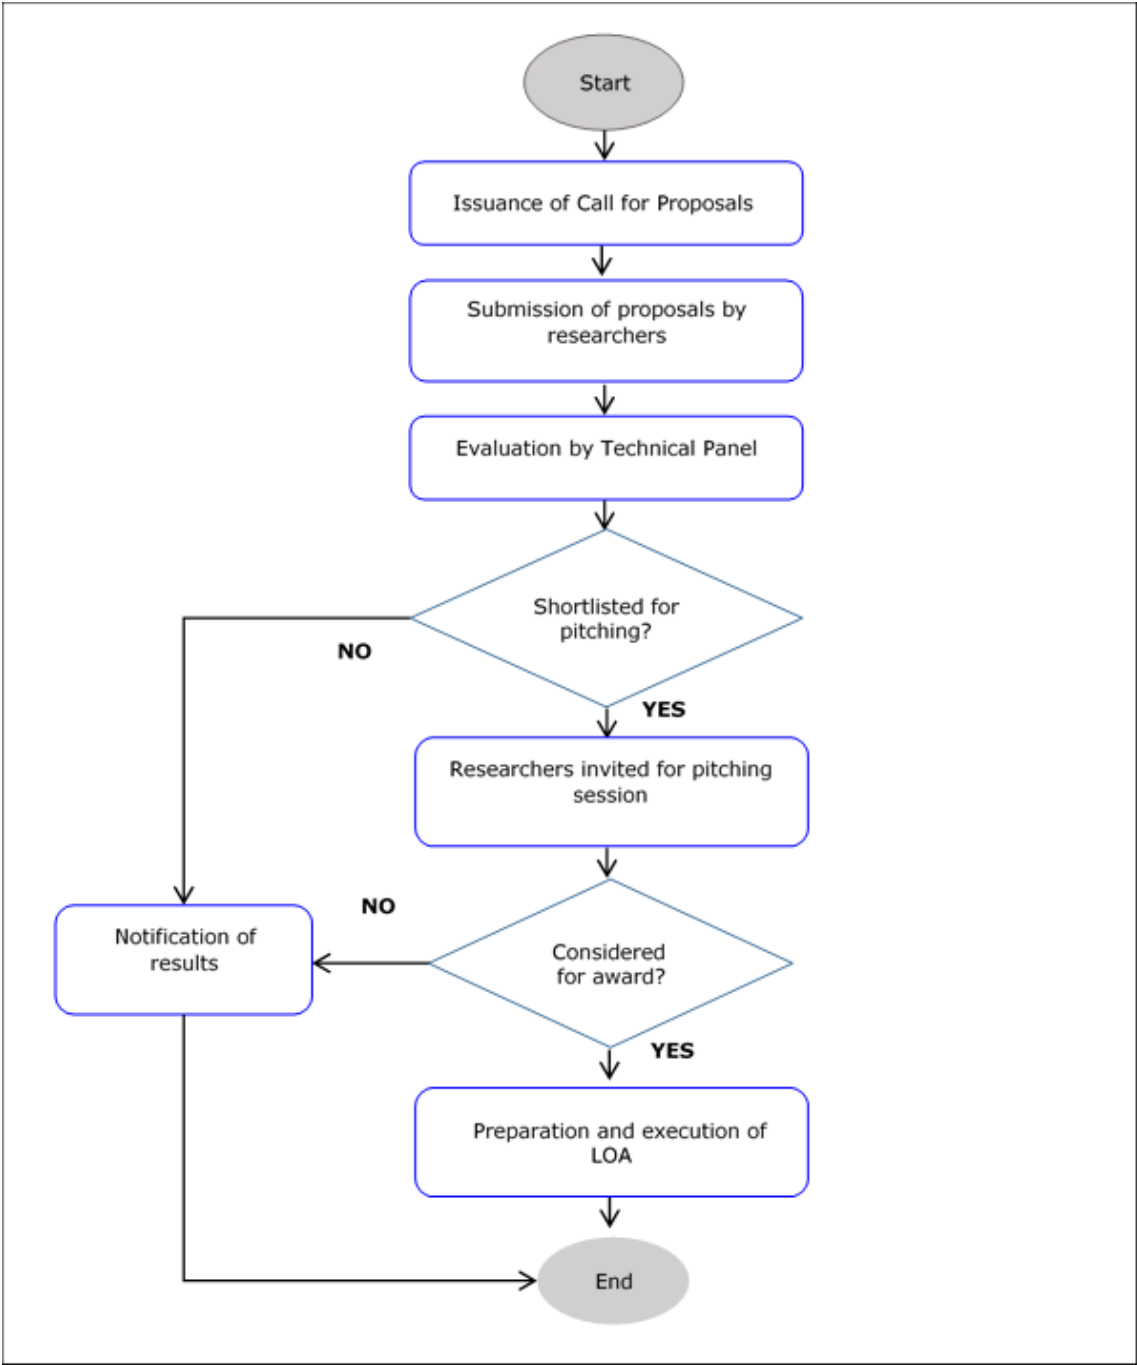 Start
Issuance of Call for Proposals
Submission of proposals by
researchers
Evaluation by Technical Panel
Shortlisted for
pitching?
NO
YES
Researchers invited for pitching
session
NO
Notification of
results
Considered
for award?
YES
Preparation and execution of
LOA
End